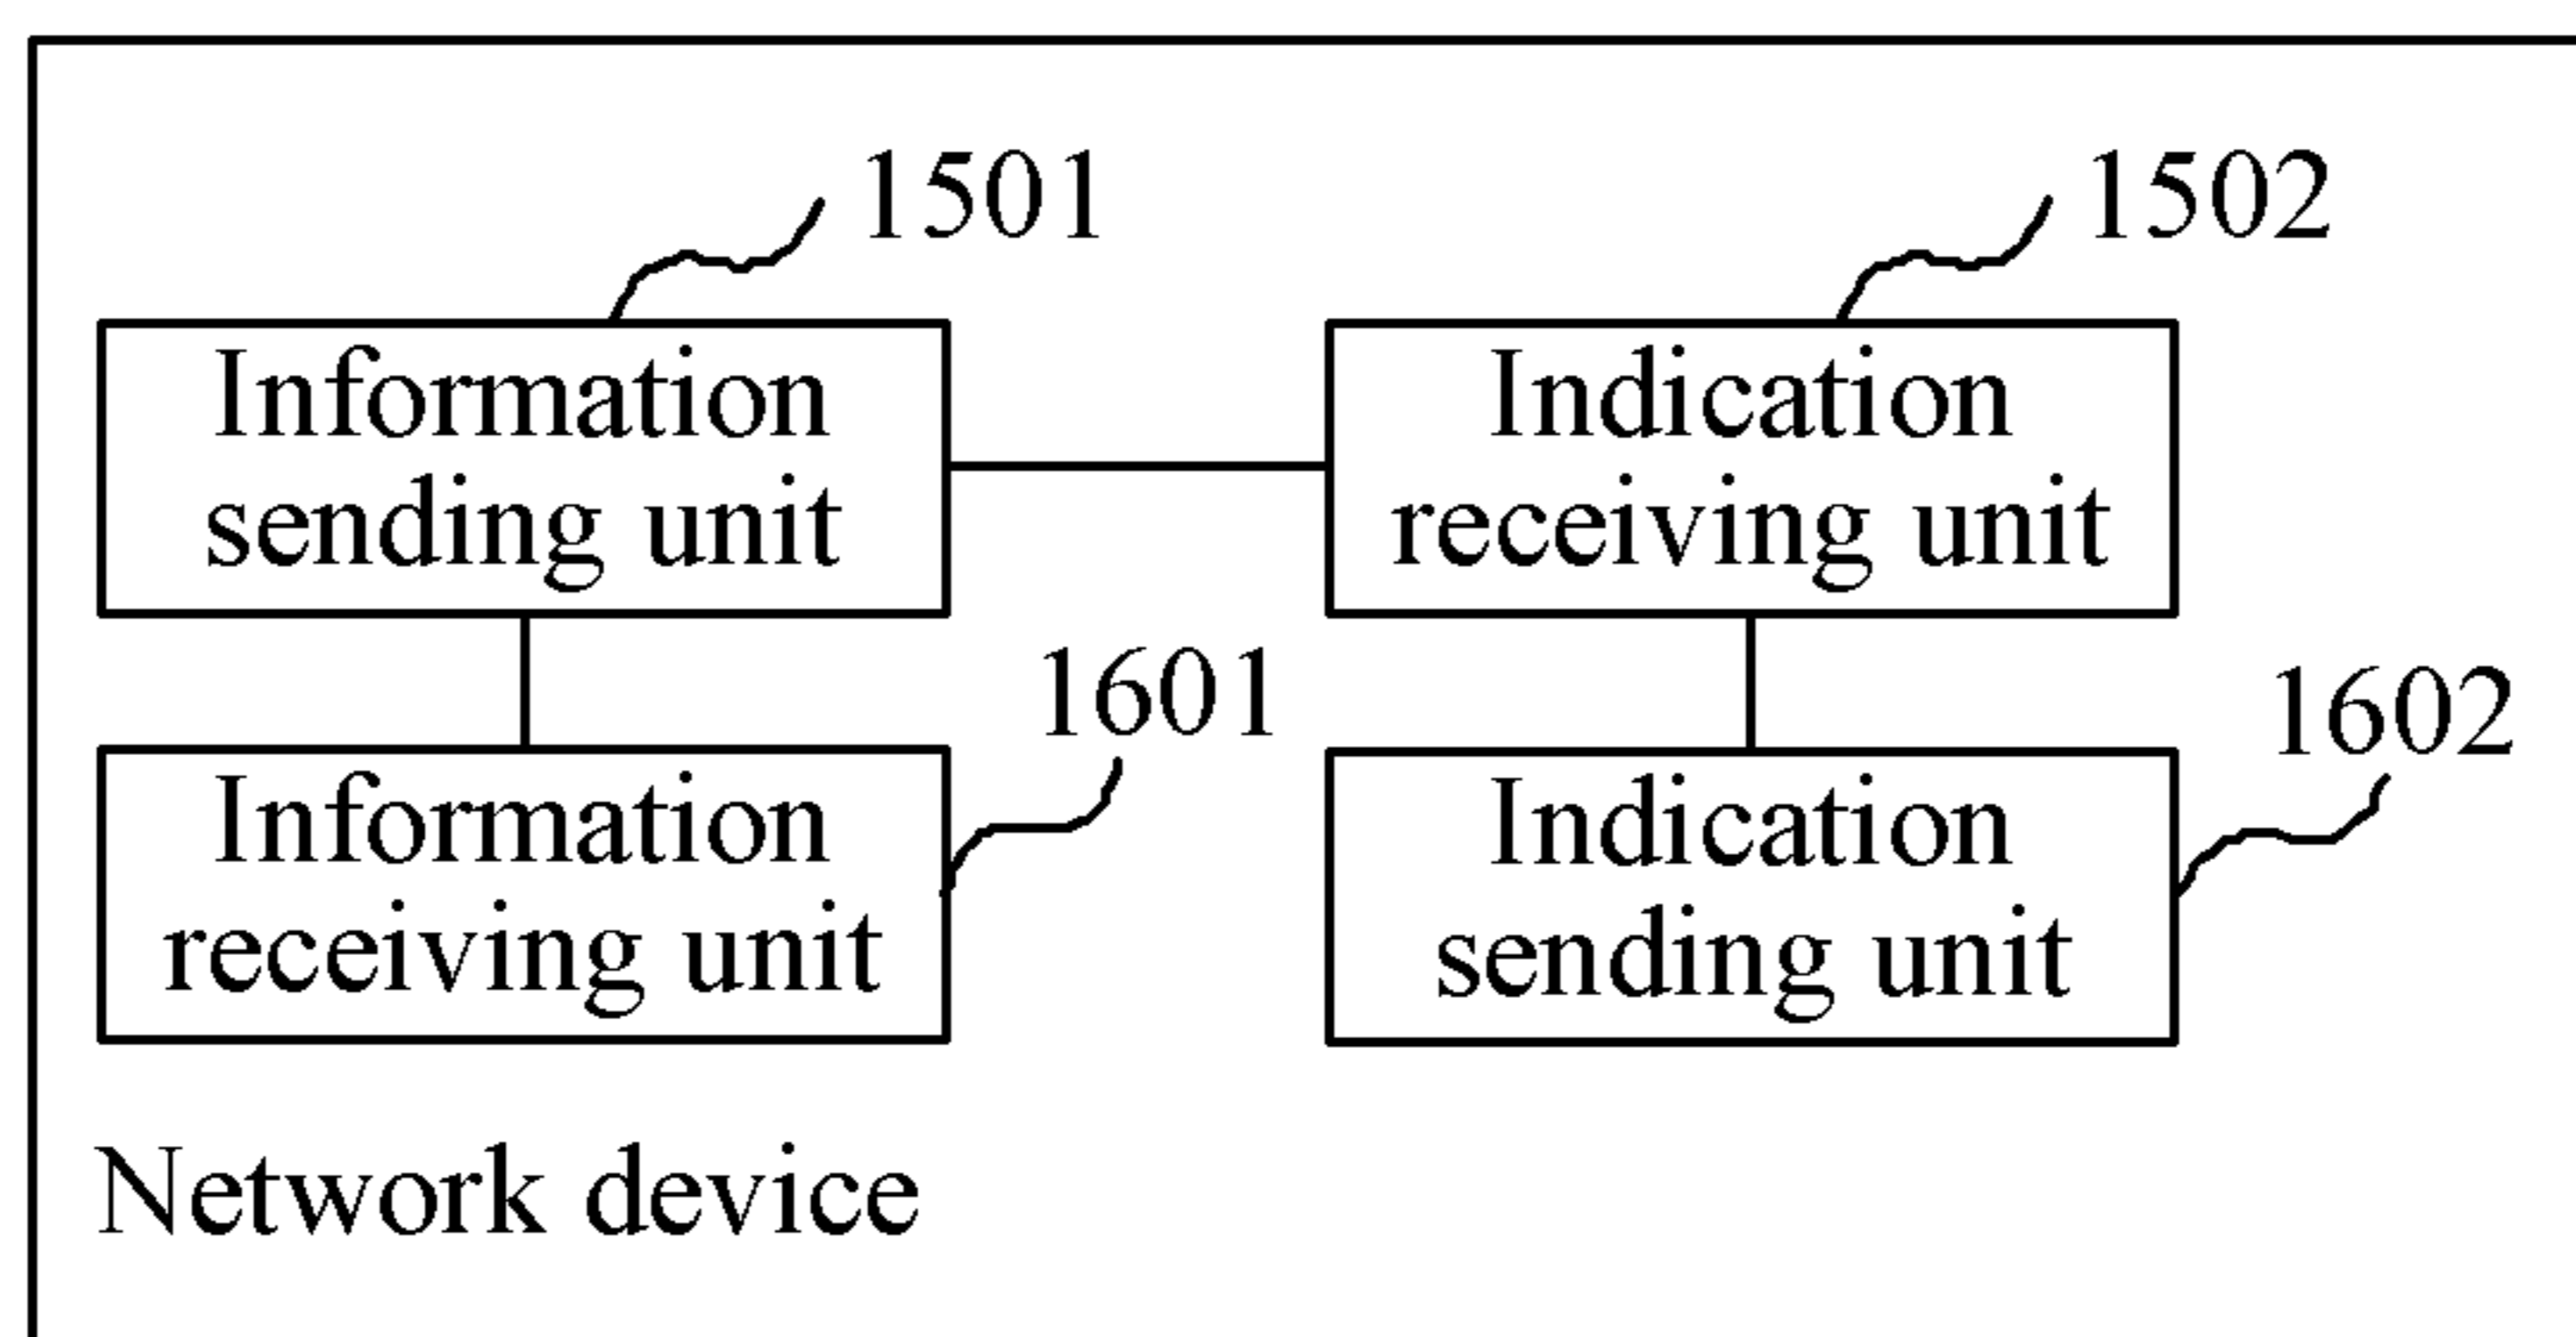 1501
1502
Information
sending unit
Indication
receiving unit
1601
1602
Information
receiving unit
Indication
sending unit
Network device